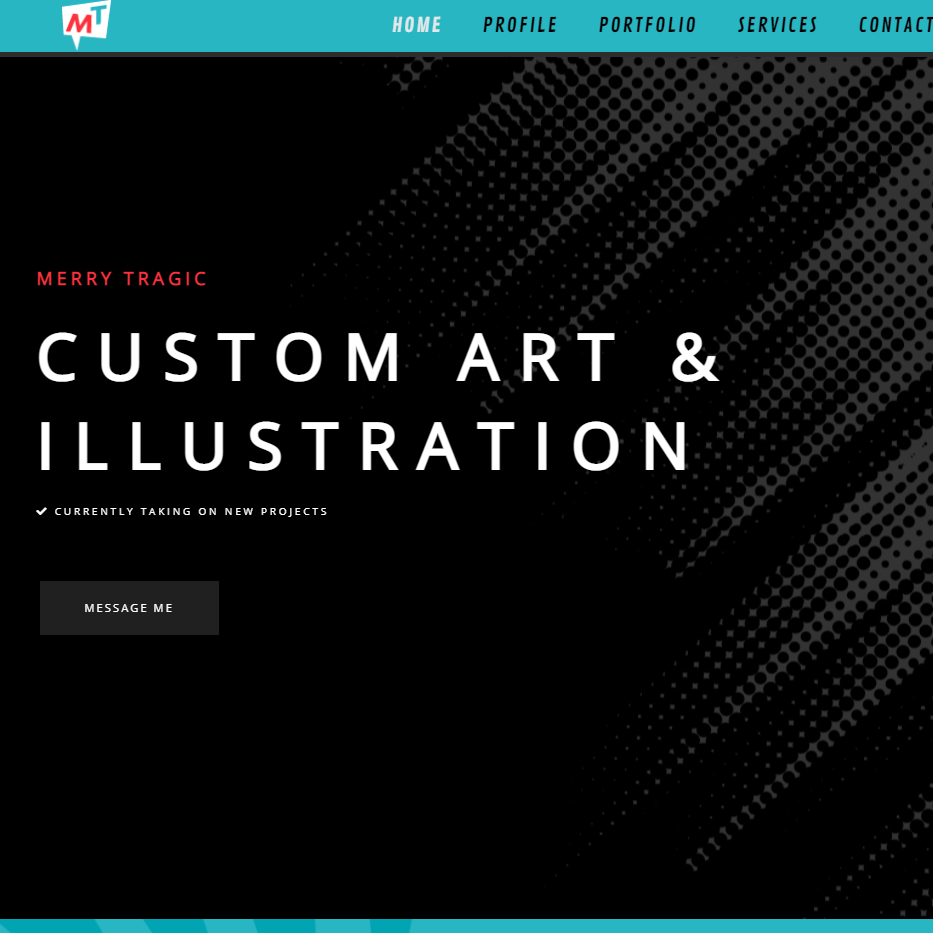 MT
HOME PROFILE PORTFOLIO SERVICES CONTACT
MERRY TRAGIC
CUSTOM ART &
ILLUSTRATION
CURRENTLY TAKING ON NEW PROJECTS
MESSAGE ME